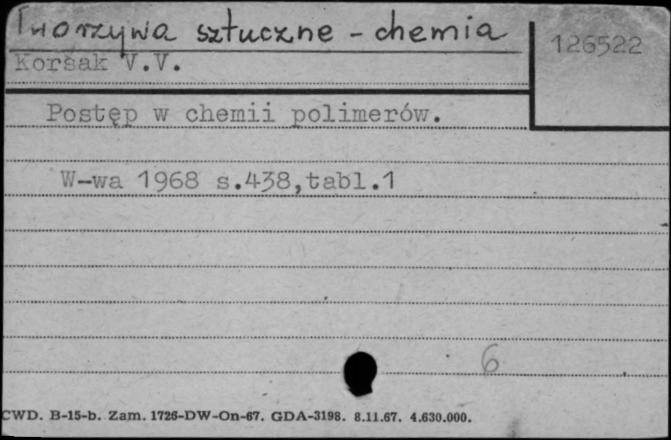 Tworzywa sztuczne - chemia
126522
Korsak V.V.
Postęp w chemii polimerów.
W-wa 1968 s.438,tabl.1
6
CWD. B-15-b. Zam. 1726-DW-On-67. GDA-3198. 8.11.67. 4.630.000.